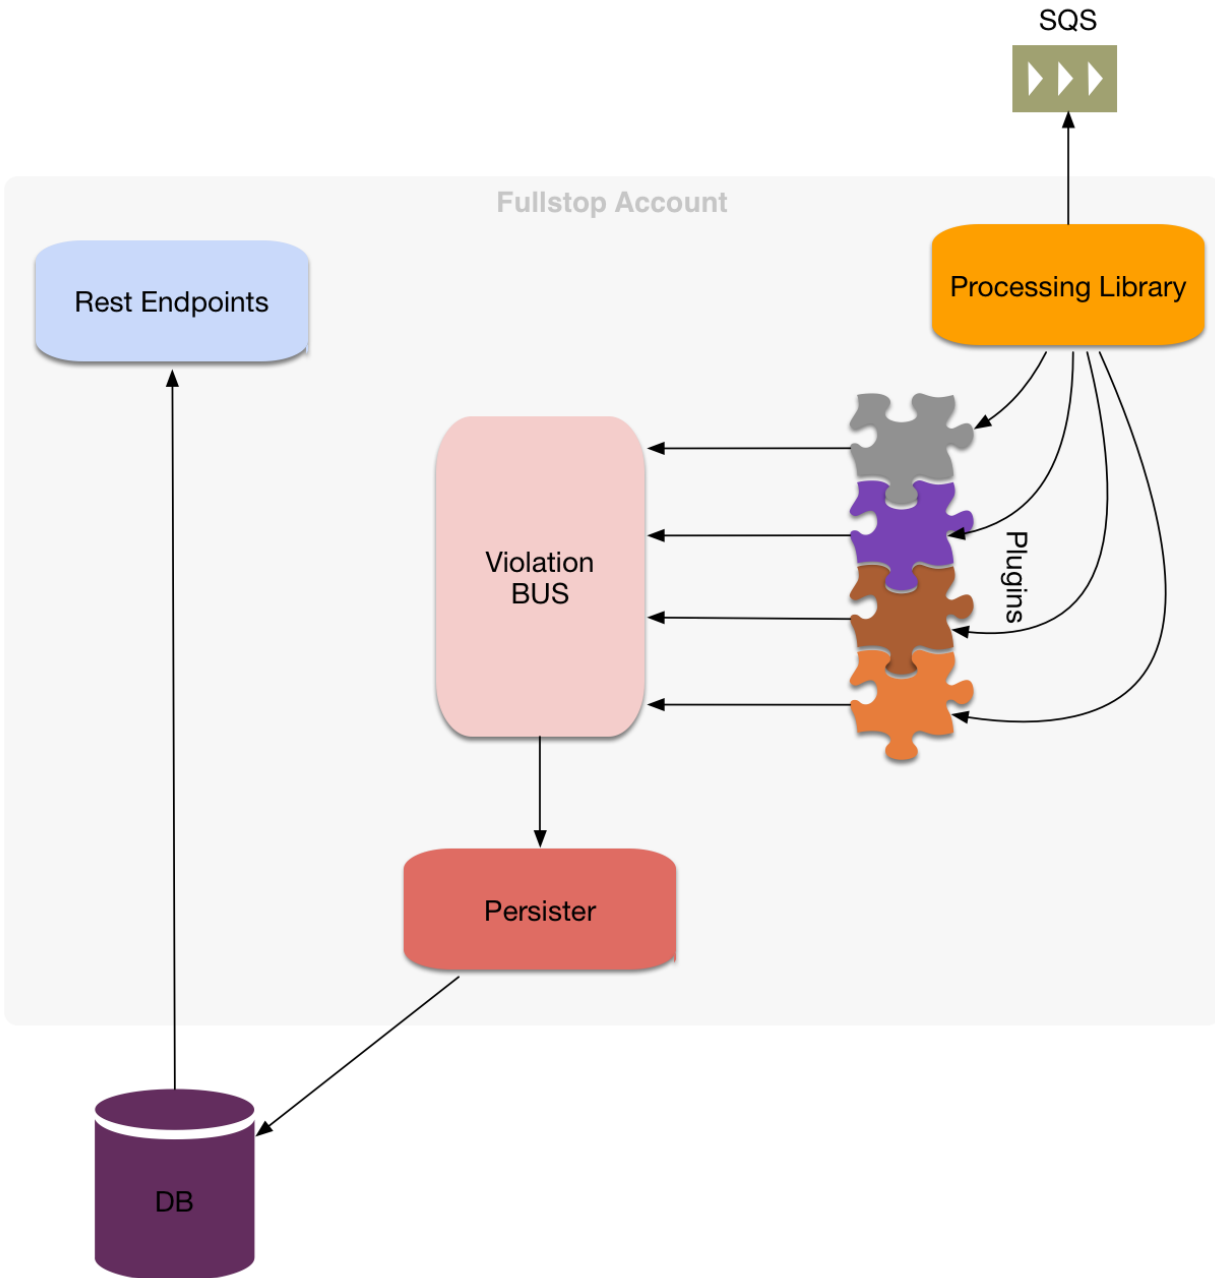 SQS
Fullstop Account
Rest Endpoints
Processing Library
Violation
BUS
Plugins
Persister
DB